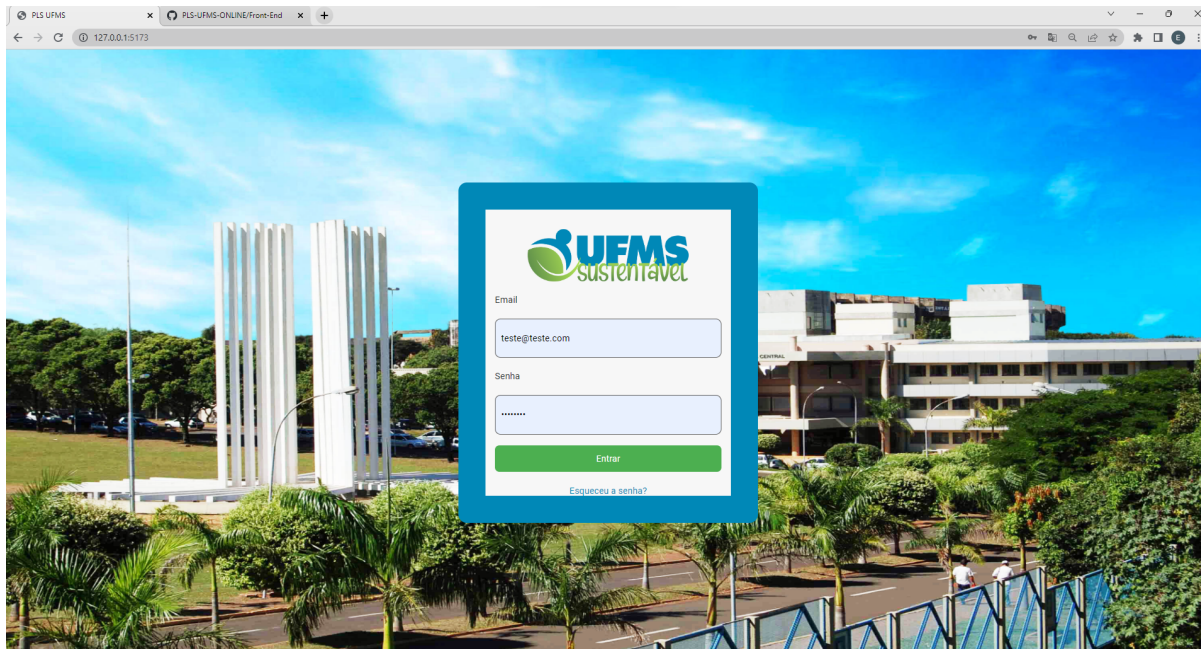 PLS UFMS
PLS-UFMS-ONLINE/Front-End
127.0.0.1:5173
E
UFMS
sustentável
Email
teste@teste.com
Senha
........
Entrar
Esqueceu a senha?
CENTRAL